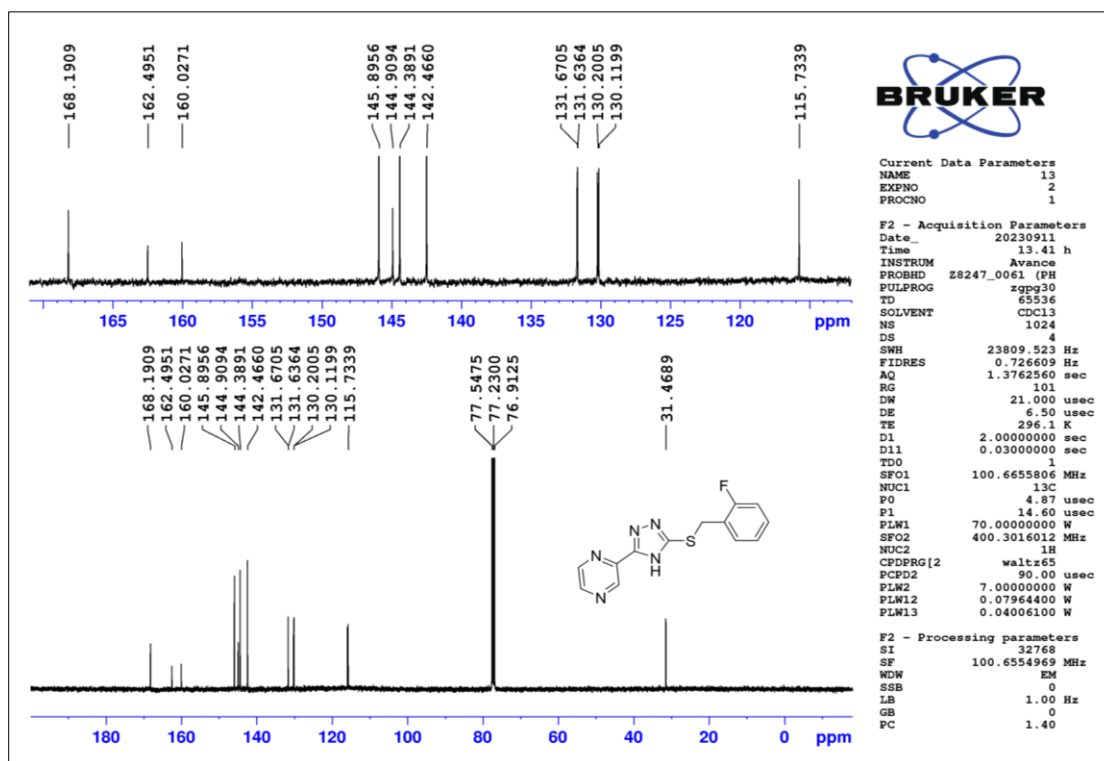 168.1909
162.4951
160.0271
145.8956
144.9094
144.3891
142.4660
131.6705
131.6364
130.2005
130.1199
115.7339
165 160 155 150 145 140 135 130 125 120 ppm
168.1909
162.4951
160.0271
145.8956
144.9094
144.3891
142.4660
131.6705
131.6364
130.2005
130.1199
115.7339
77.5475
77.2300
76.9125
31.4689
F
N N
N S
N
H
N
180 160 140 120 100 80 60 40 20 0 ppm
BRUKER
Current Data Parameters
NAME 13
EXPNO 2
PROCNO 1
F2 - Acquisition Parameters
Date_ 20230911
Time 13.41 h
INSTRUM Avance
PROBHD Z8247_0061 (PH
PULPROG zgpg30
TD 65536
SOLVENT CDCl3
NS 1024
DS 4
SWH 23809.523 Hz
FIDRES 0.726609 Hz
AQ 1.3762560 sec
RG 101
DW 21.000 usec
DE 6.50 usec
TE 296.1 K
D1 2.00000000 sec
D11 0.03000000 sec
TD0 1
SFO1 100.6655806 MHz
NUC1 13C
P0 4.87 usec
P1 14.60 usec
PLW1 70.00000000 W
SFO2 400.3016012 MHz
NUC2 1H
CPDPRG[2 waltz65
PCPD2 90.00 usec
PLW2 7.00000000 W
PLW12 0.07964400 W
PLW13 0.04006100 W
F2 - Processing parameters
SI 32768
SF 100.6554969 MHz
WDW EM
SSB 0
LB 1.00 Hz
GB 0
PC 1.40